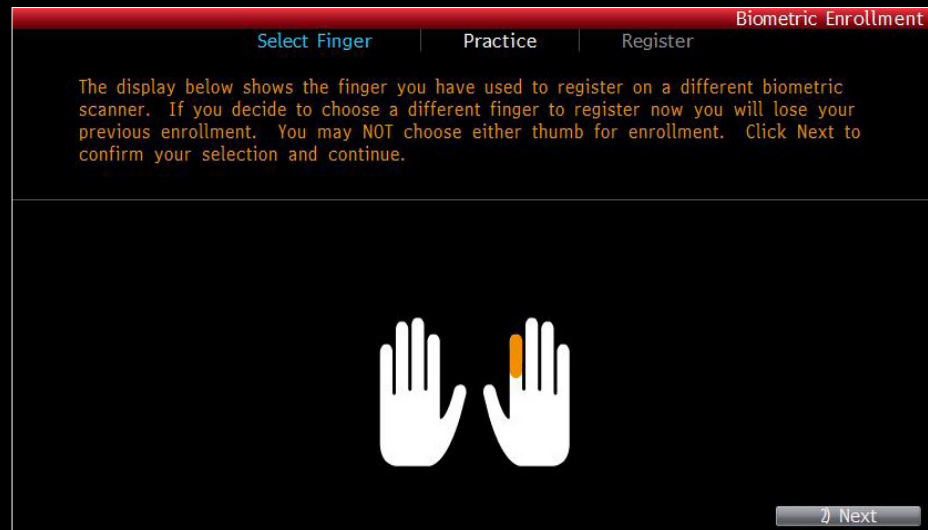 Biometric Enrollment
Select Finger Practice Register
The display below shows the finger you have used to register on a different biometric
scanner. If you decide to choose a different finger to register now you will lose your
previous enrollment. You may NOT choose either thumb for enrollment. Click Next to
confirm your selection and continue.
2) Next